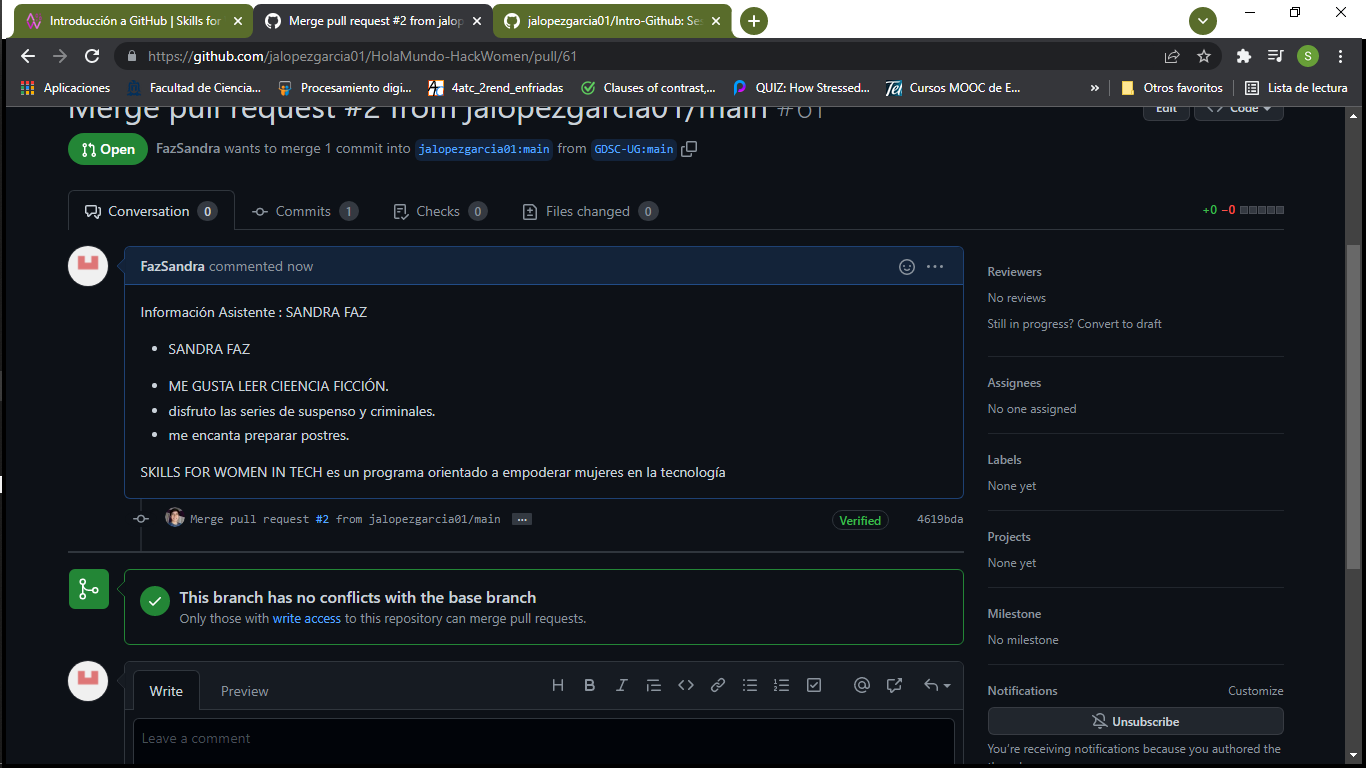 Introducción a GitHub | Skills for
Merge pull request #2 from jalop
jalopezgarcia01/Intro-Github: Se
https://github.com/jalopezgarcia01/HolaMundo-HackWomen/pull/61
S
Aplicaciones
Facultad de Ciencia...
Procesamiento digi...
4atc_2rend_enfriadas
Clauses of contrast,...
QUIZ: How Stressed...
Cursos MOOC de E...
»
Otros favoritos
Lista de lectura
Merge pull request #2 from jalopezgarcia01/main #61
Edit
<> Code
Open
FazSandra wants to merge 1 commit into jalopezgarcia01:main from GDSC-UG:main
Conversation 0
Commits 1
Checks 0
Files changed 0
+0 −0
FazSandra commented now
Información Asistente : SANDRA FAZ
• SANDRA FAZ
• ME GUSTA LEER CIEENCIA FICCIÓN.
• disfruto las series de suspenso y criminales.
• me encanta preparar postres.
SKILLS FOR WOMEN IN TECH es un programa orientado a empoderar mujeres en la tecnología
Merge pull request #2 from jalopezgarcia01/main ...
Verified
4619bda
This branch has no conflicts with the base branch
Only those with write access to this repository can merge pull requests.
Write
Preview
H B I
Leave a comment
Reviewers
No reviews
Still in progress? Convert to draft
Assignees
No one assigned
Labels
None yet
Projects
None yet
Milestone
No milestone
Notifications
Customize
Unsubscribe
You're receiving notifications because you authored the